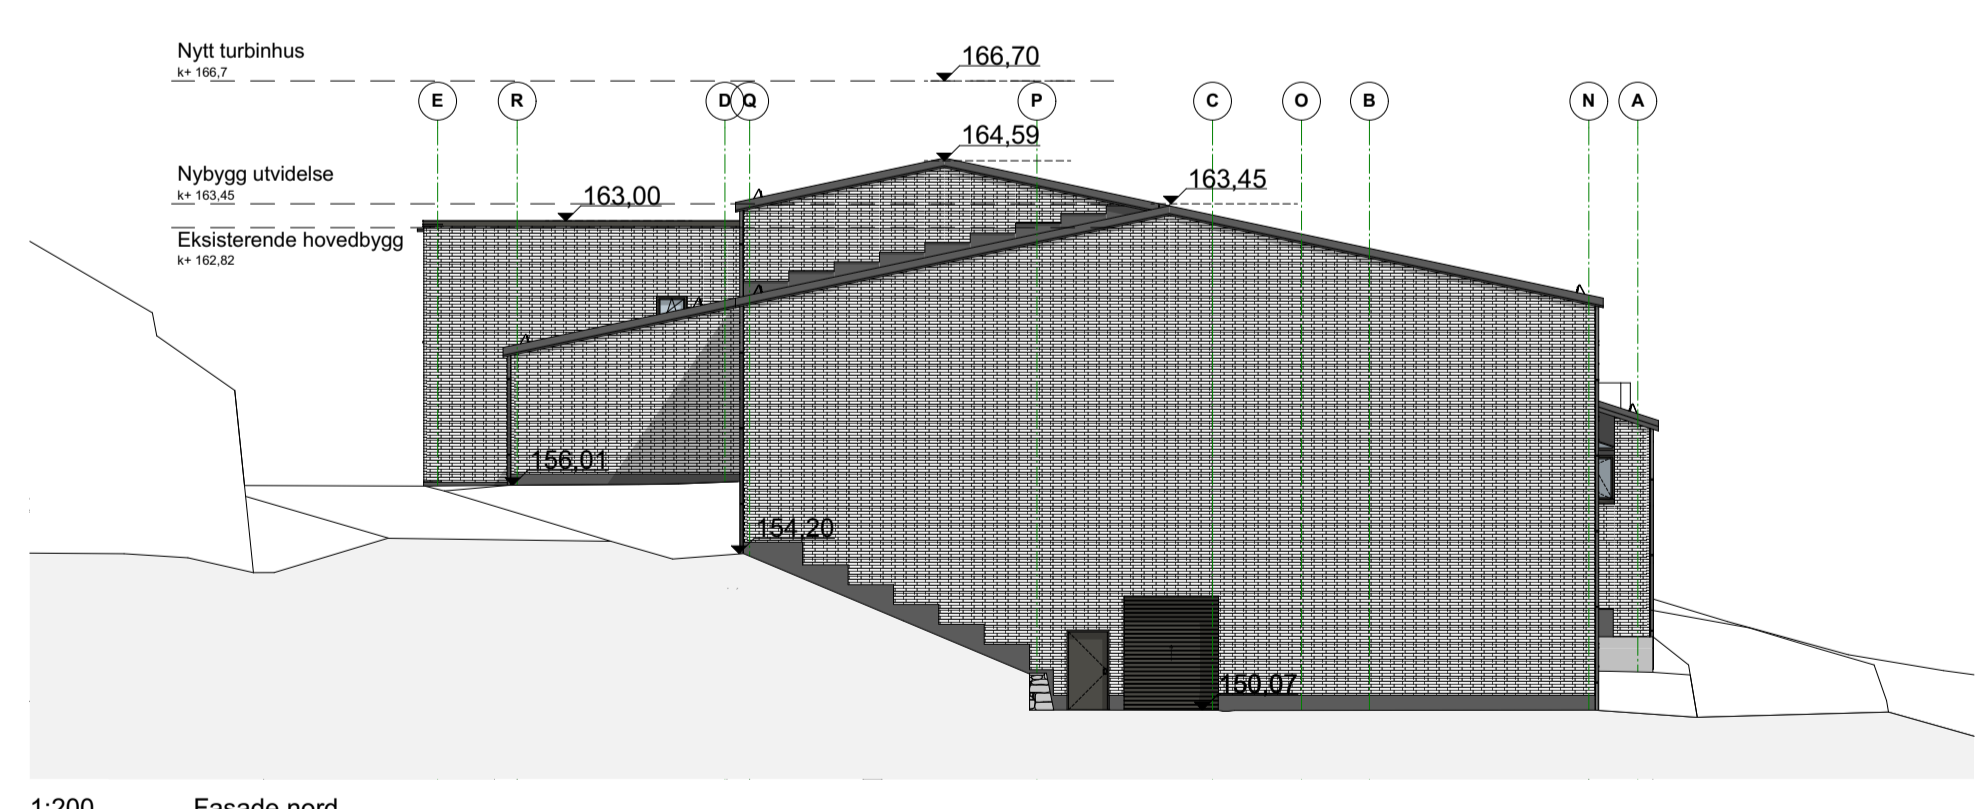 Nytt turbinhus
k+ 166,7
166,70
E R D Q P C O B N A
164,59
Nybygg utvidelse
k+ 163,45
163,45
163,00
Eksisterende hovedbygg
k+ 162,82
156,01
154,20
150,07
1:200 Fasade nord